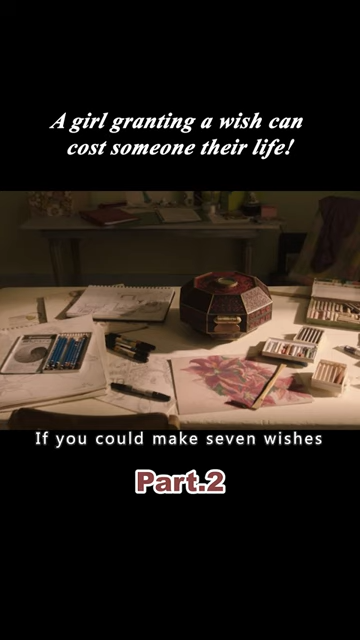 A girl granting a wish can
cost someone their life!
If you could make seven wishes
Part.2